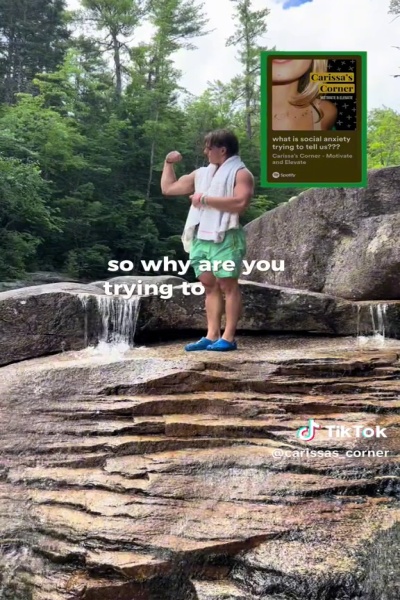 Carissa's
Corner
what is social anxiety
trying to tell us???
Carissa's Corner - Motivate
and Elevate
Spotify
so why are you
trying to
TikTok
@carissas_corner